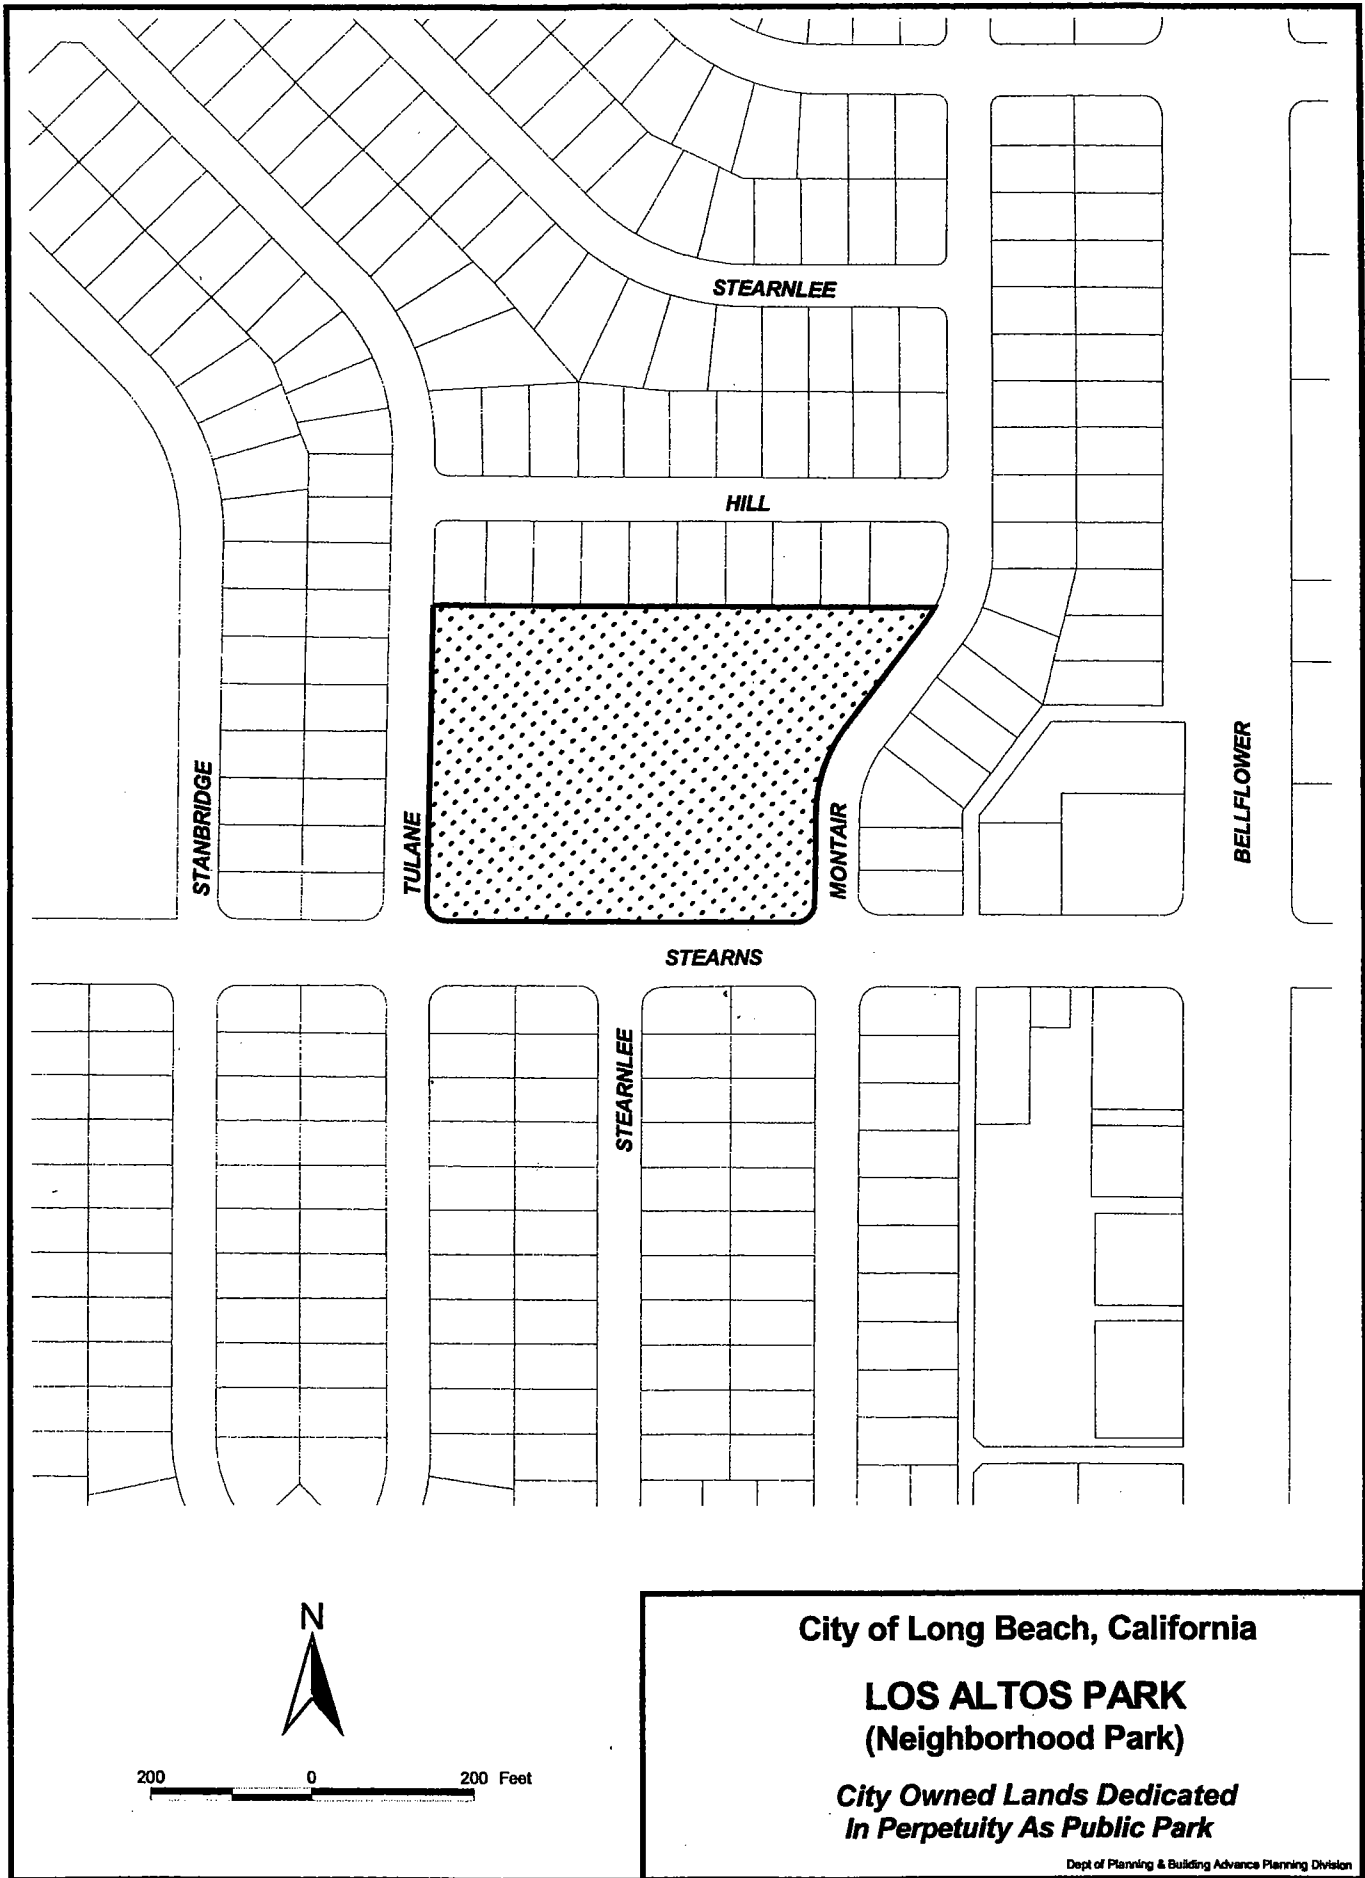 STEARNLEE
HILL
STANBRIDGE
TULANE
MONTAIR
BELLFLOWER
STEARNS
STEARNLEE
N
200 0 200 Feet
City of Long Beach, California
LOS ALTOS PARK
(Neighborhood Park)
City Owned Lands Dedicated
In Perpetuity As Public Park
Dept of Planning & Building Advance Planning Division